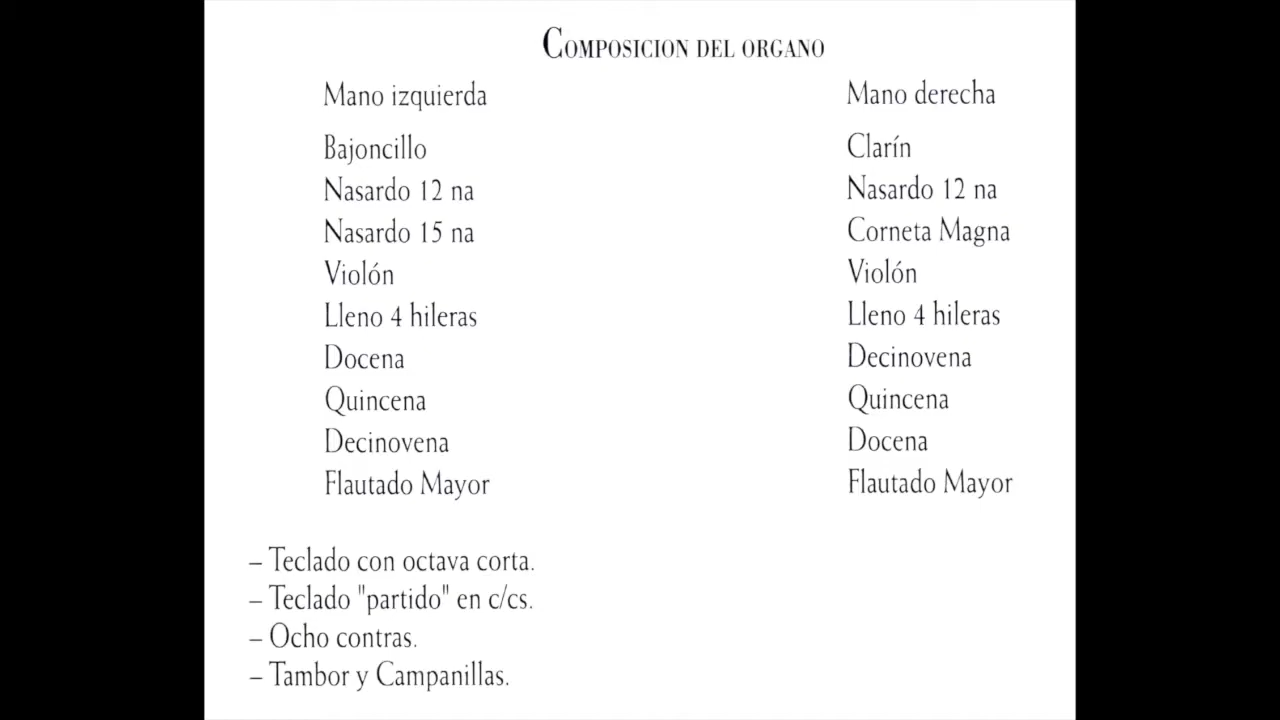 COMPOSICION DEL ORGANO
Mano izquierda
Bajoncillo
Nasardo 12 na
Nasardo 15 na
Violón
Lleno 4 hileras
Docena
Quincena
Decinovena
Flautado Mayor
Mano derecha
Clarín
Nasardo 12 na
Corneta Magna
Violón
Lleno 4 hileras
Decinovena
Quincena
Docena
Flautado Mayor
– Teclado con octava corta.
– Teclado "partido" en c/cs.
– Ocho contras.
– Tambor y Campanillas.